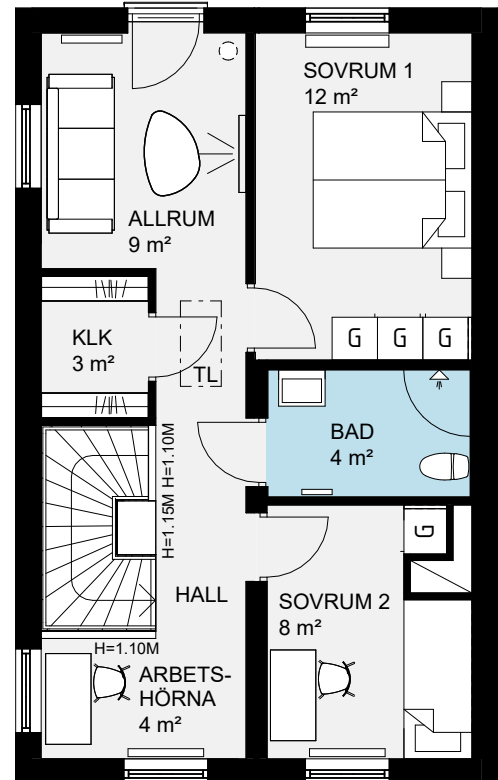 SOVRUM 1
12 m²
ALLRUM
9 m²
KLK
3 m²
TL
G G G
BAD
4 m²
H=1.15M H=1.10M
G
HALL
SOVRUM 2
8 m²
H=1.10M
ARBETS-
HÖRNA
4 m²